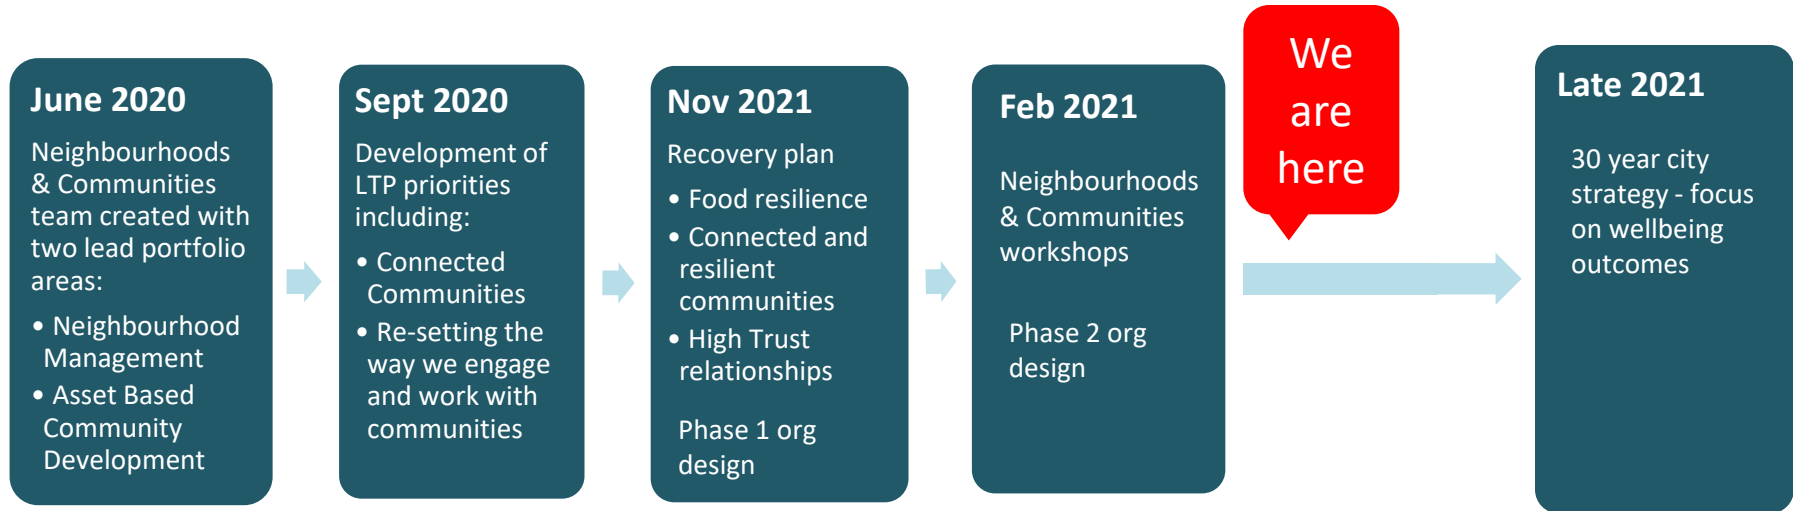 June 2020
Neighbourhoods
& Communities
team created with
two lead portfolio
areas:
• Neighbourhood
Management
• Asset Based
Community
Development
Sept 2020
Development of
LTP priorities
including:
• Connected
Communities
• Re-setting the
way we engage
and work with
communities
Nov 2021
Recovery plan
• Food resilience
• Connected and
resilient
communities
• High Trust
relationships
Phase 1 org
design
Feb 2021
Neighbourhoods
& Communities
workshops
Phase 2 org
design
We
are
here
Late 2021
30 year city
strategy - focus
on wellbeing
outcomes